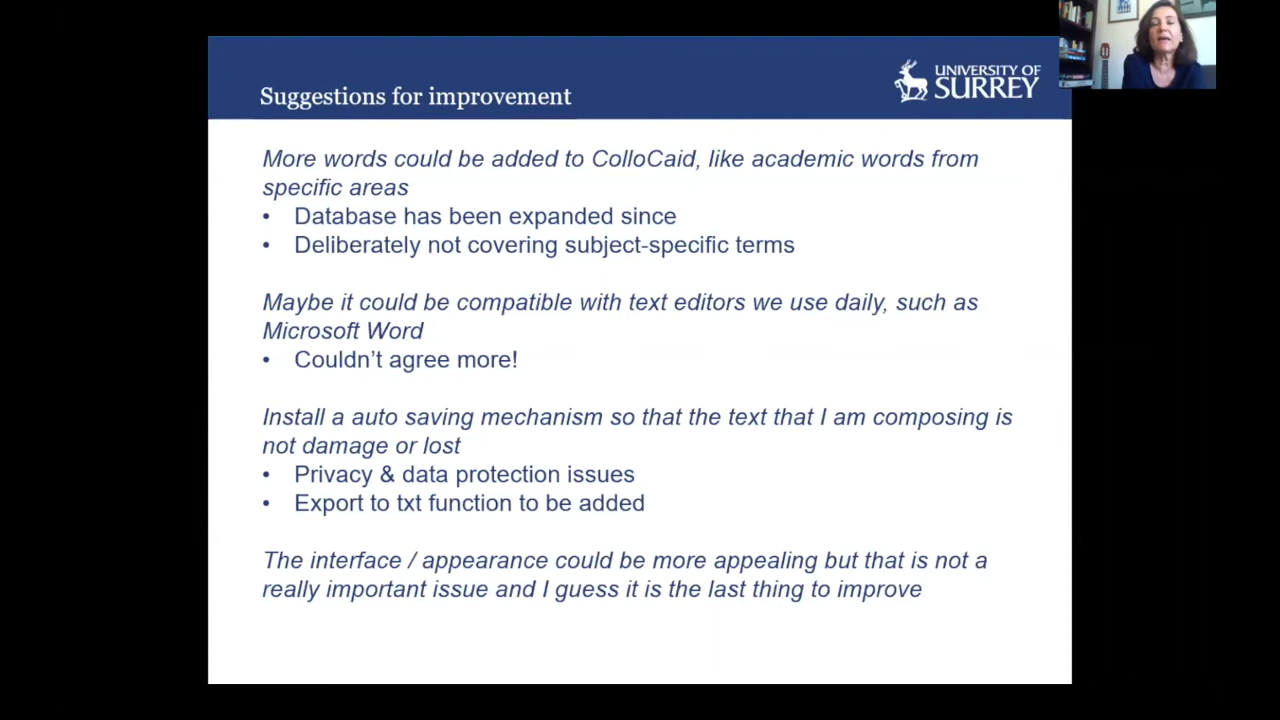 UNIVERSITY OF
SURREY
Suggestions for improvement
More words could be added to ColloCaid, like academic words from
specific areas
• Database has been expanded since
• Deliberately not covering subject-specific terms
Maybe it could be compatible with text editors we use daily, such as
Microsoft Word
• Couldn't agree more!
Install a auto saving mechanism so that the text that I am composing is
not damage or lost
• Privacy & data protection issues
• Export to txt function to be added
The interface / appearance could be more appealing but that is not a
really important issue and I guess it is the last thing to improve